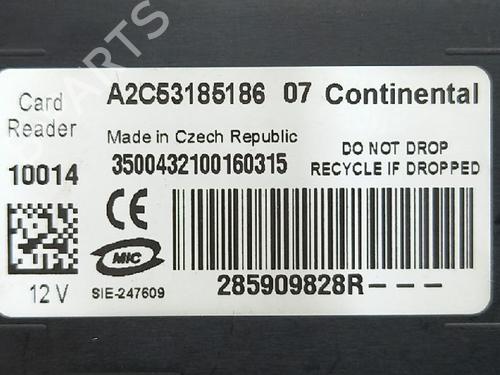 A2C53185186 07 Continental
Card
Reader
Made in Czech Republic
DO NOT DROP
RECYCLE IF DROPPED
10014
3500432100160315
CE
MIC
12 V
SIE-247609
285909828R---
PARTS